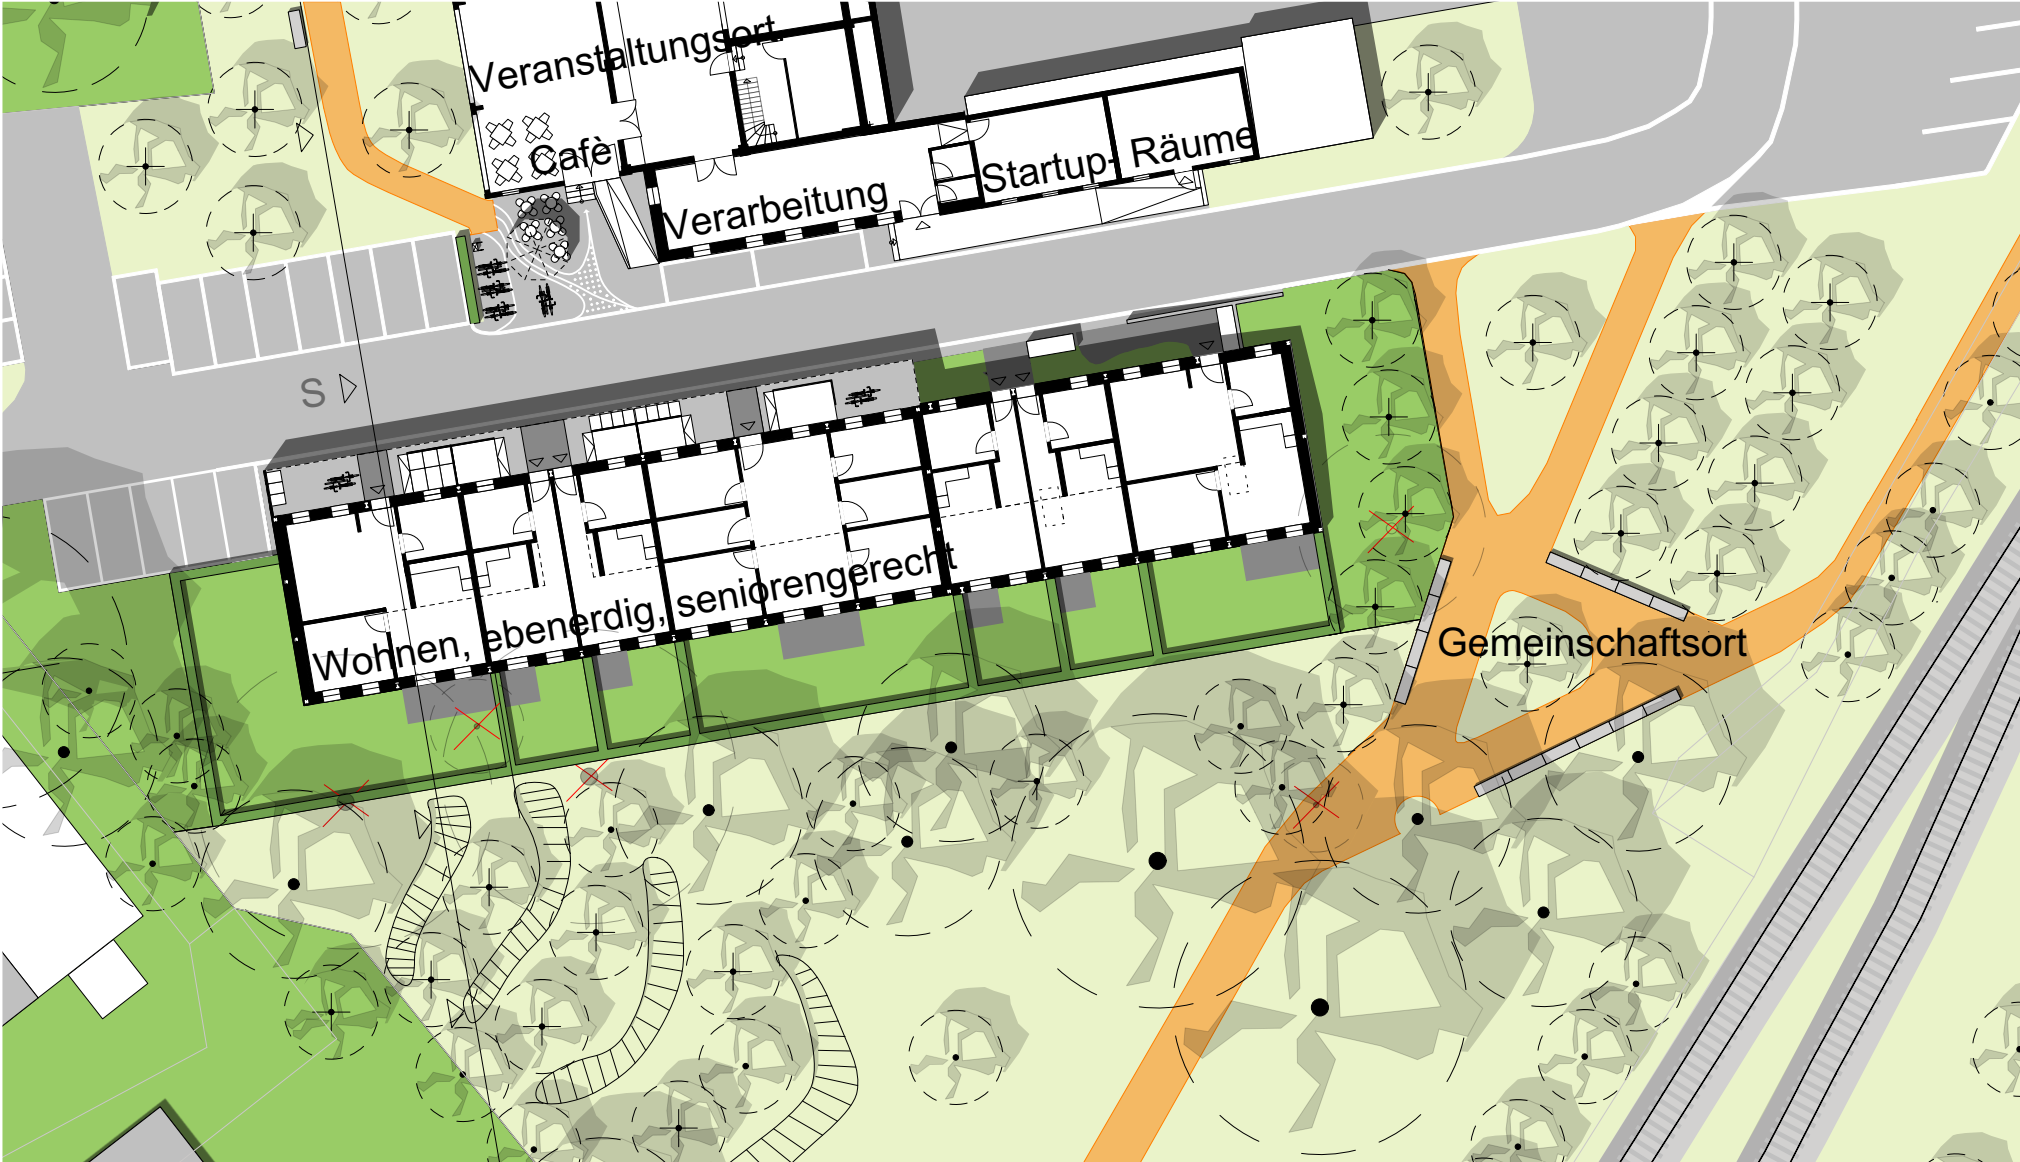 Veranstaltungsort
Cafè
Verarbeitung
Startup- Räume
S
Wohnen, ebenerdig, seniorengerecht
Gemeinschaftsort